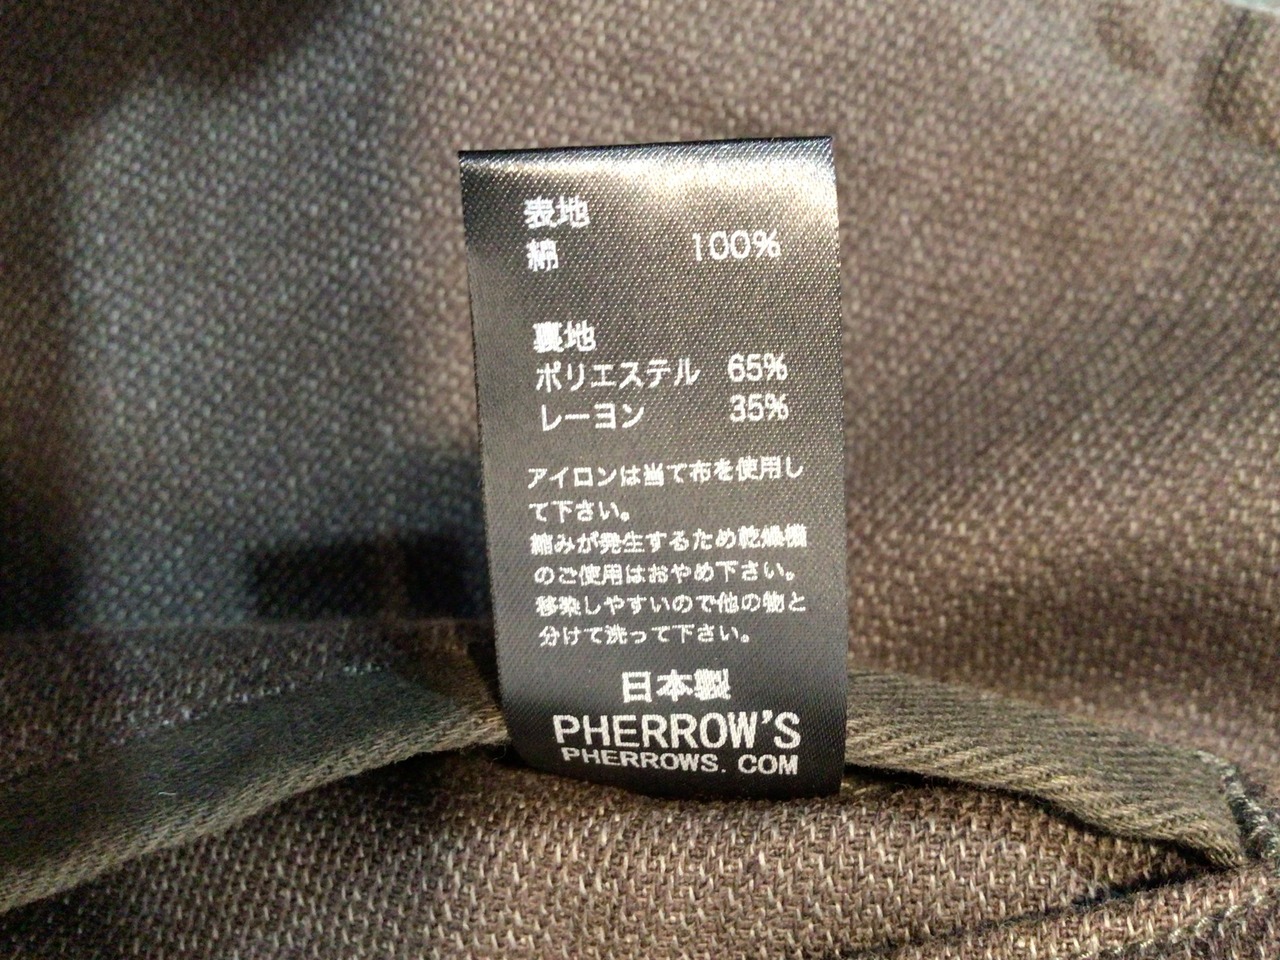 表地
綿 100%
裏地
ポリエステル 65%
レーヨン 35%
アイロンは当て布を使用し
て下さい。
縮みが発生するため乾燥機
のご使用はおやめ下さい。
移染しやすいので他の物と
分けて洗って下さい。
日本製
PHERROW'S
PHERROWS. COM